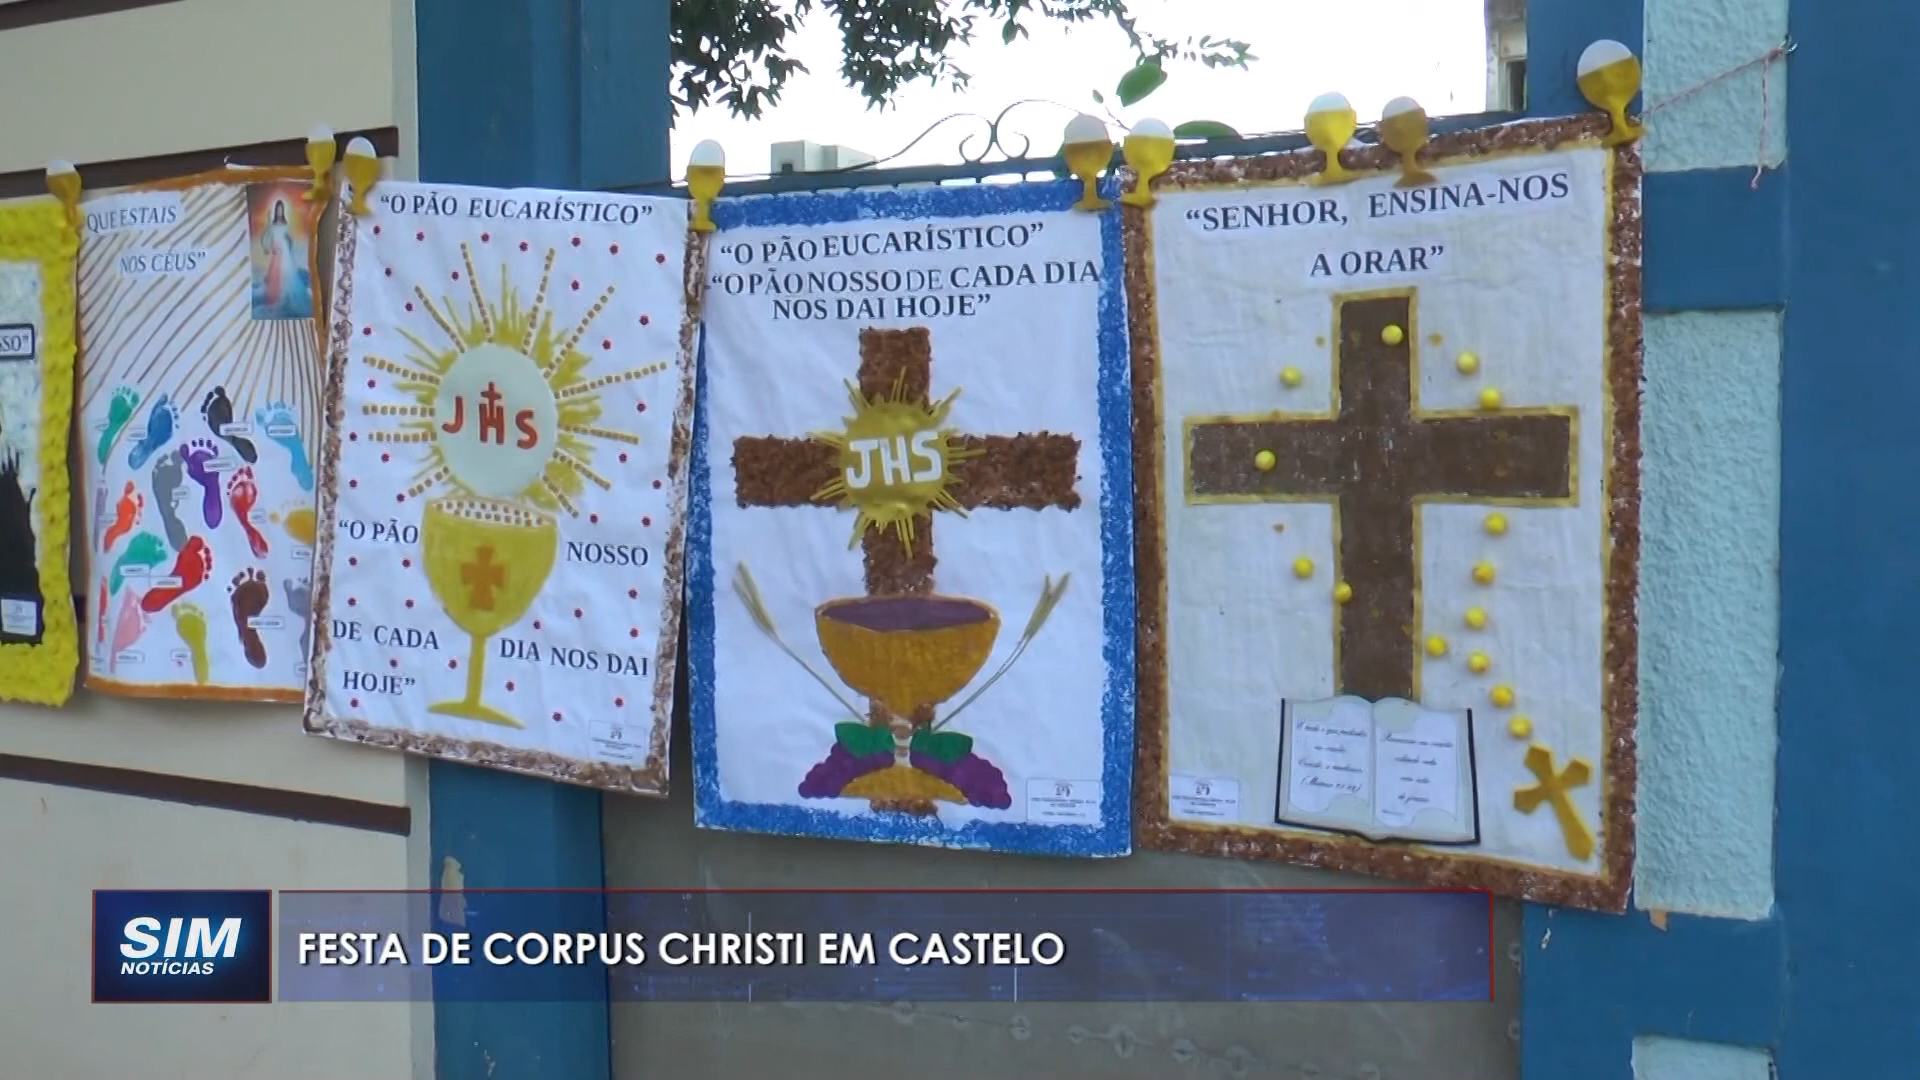 SSO"
QUE ESTAIS
NOS CÉUS"
"O PÃO EUCARÍSTICO"
JHS
"O PÃO
NOSSO
DE CADA
DIA NOS DAI
HOJE"
"O PÃO EUCARÍSTICO"
"O PÃO NOSSO DE CADA DIA
NOS DAI HOJE"
JHS
"SENHOR, ENSINA-NOS
A ORAR"
SIM
NOTÍCIAS
FESTA DE CORPUS CHRISTI EM CASTELO